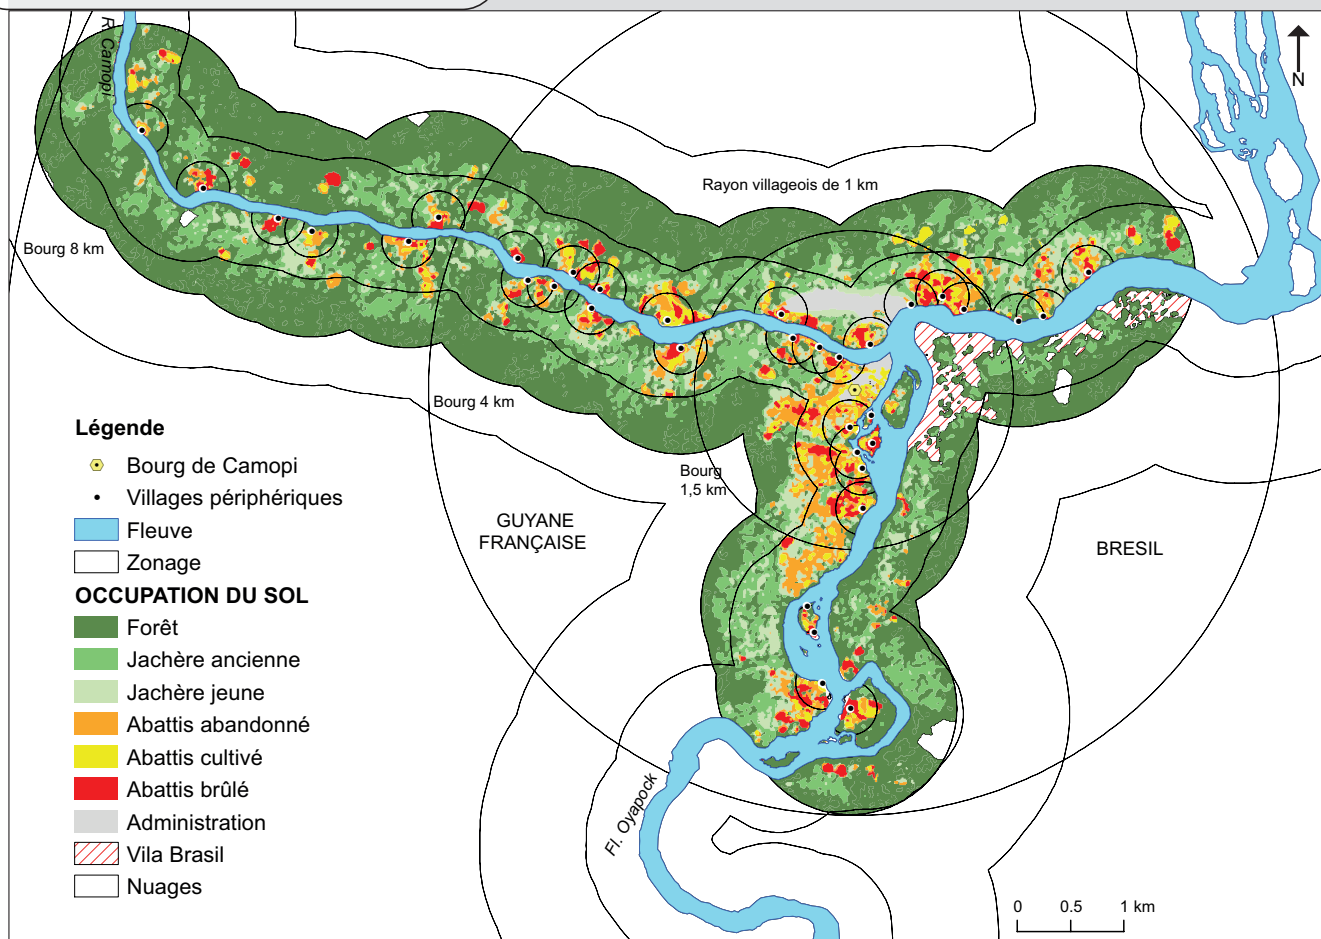 R. Camopi
N
Rayon villageois de 1 km
Bourg 8 km
Bourg 4 km
Bourg
1,5 km
GUYANE
FRANÇAISE
BRESIL
Fl. Oyapock
Légende
Bourg de Camopi
Villages périphériques
Fleuve
Zonage
OCCUPATION DU SOL
Forêt
Jachère ancienne
Jachère jeune
Abattis abandonné
Abattis cultivé
Abattis brûlé
Administration
Vila Brasil
Nuages
0 0.5 1 km